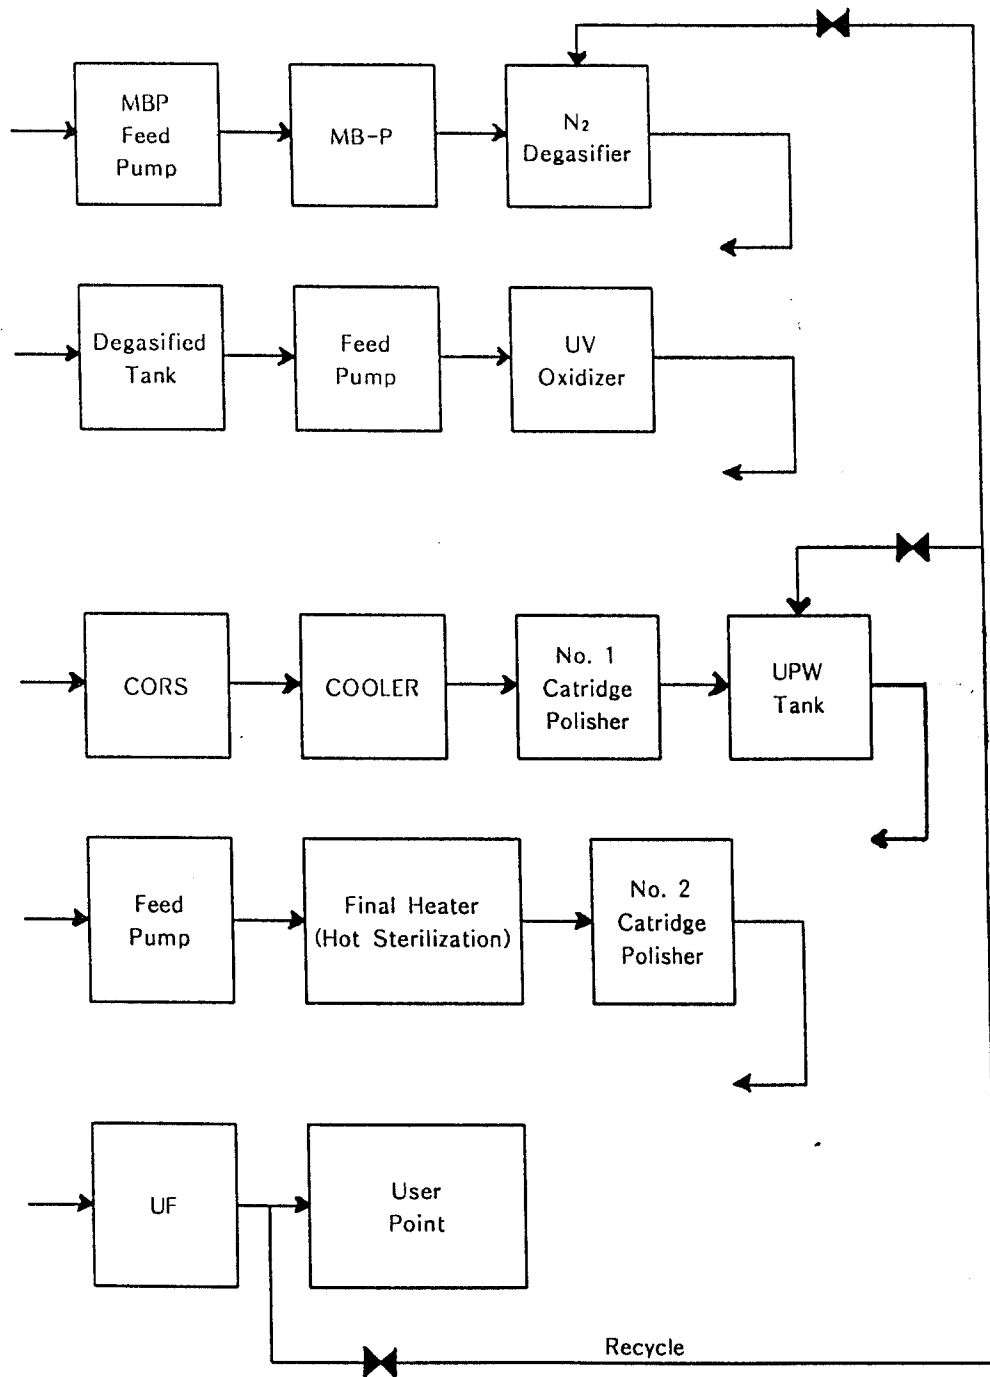 MBP
Feed
Pump
MB-P
N₂
Degasifier
Degasified
Tank
Feed
Pump
UV
Oxidizer
CORS
COOLER
No. 1
Catridge
Polisher
UPW
Tank
Feed
Pump
Final Heater
(Hot Sterilization)
No. 2
Catridge
Polisher
UF
User
Point
Recycle